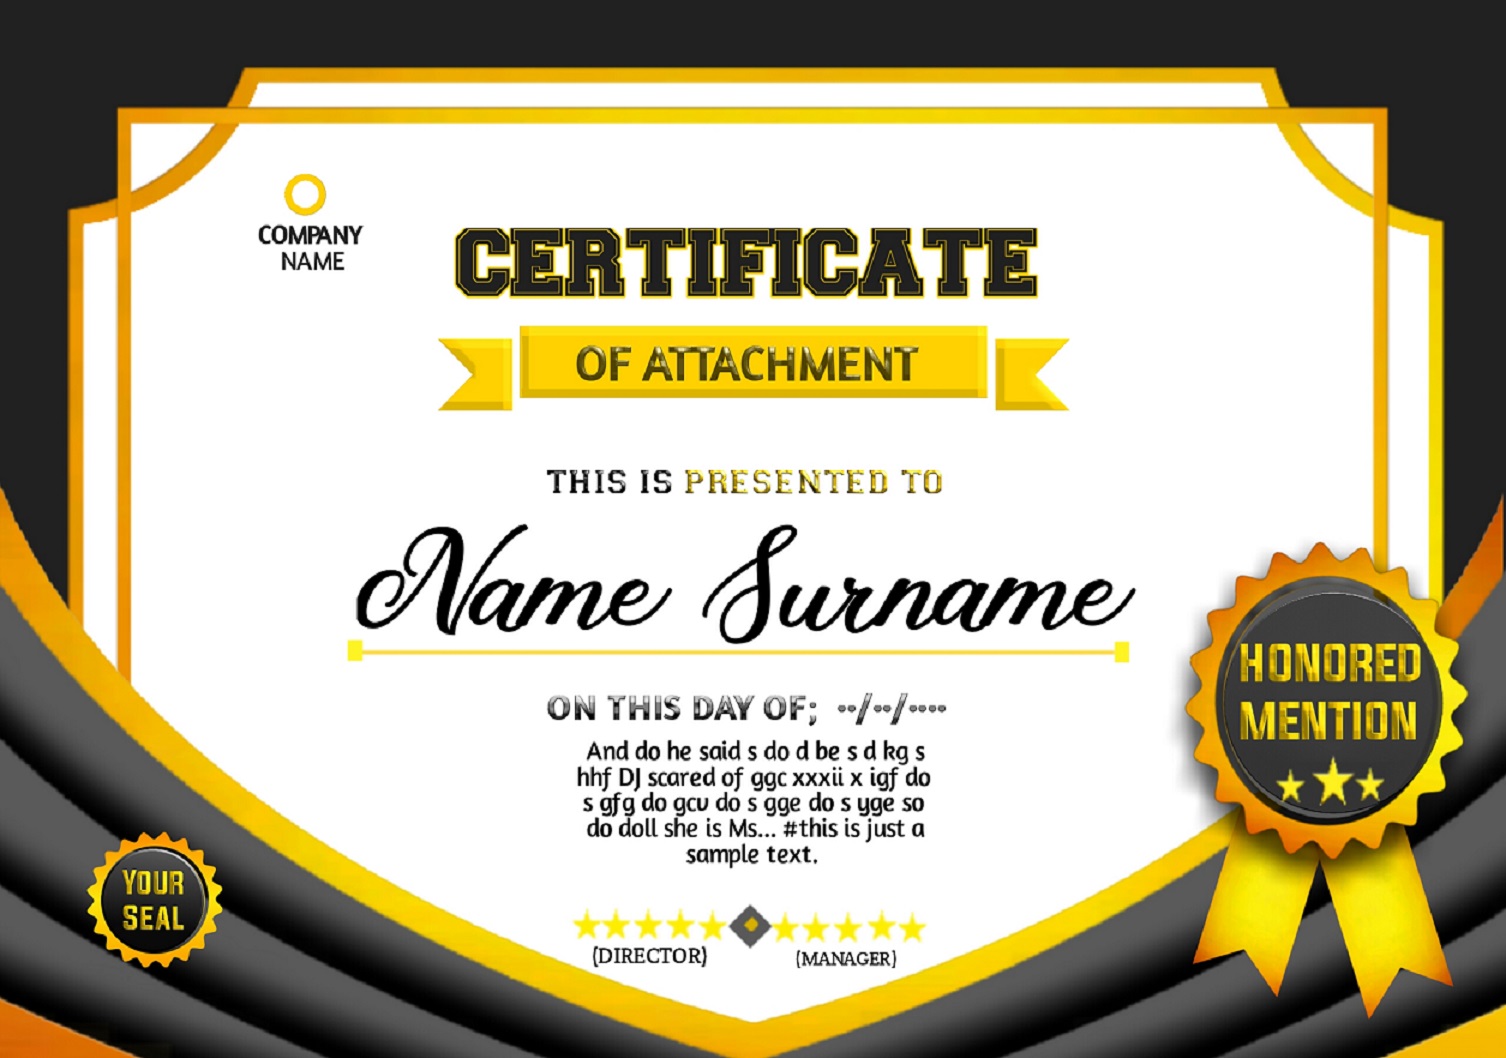 COMPANY
NAME
CERTIFICATE
OF ATTACHMENT
THIS IS PRESENTED TO
Name Surname
ON THIS DAY OF; --/--/----
And do he said s do d be s d kg s
hhf DJ scared of ggc xxxii x igf do
s gfg do gcv do s gge do s yge so
do doll she is Ms... #this is just a
sample text.
(DIRECTOR)
(MANAGER)
HONORED
MENTION
YOUR
SEAL